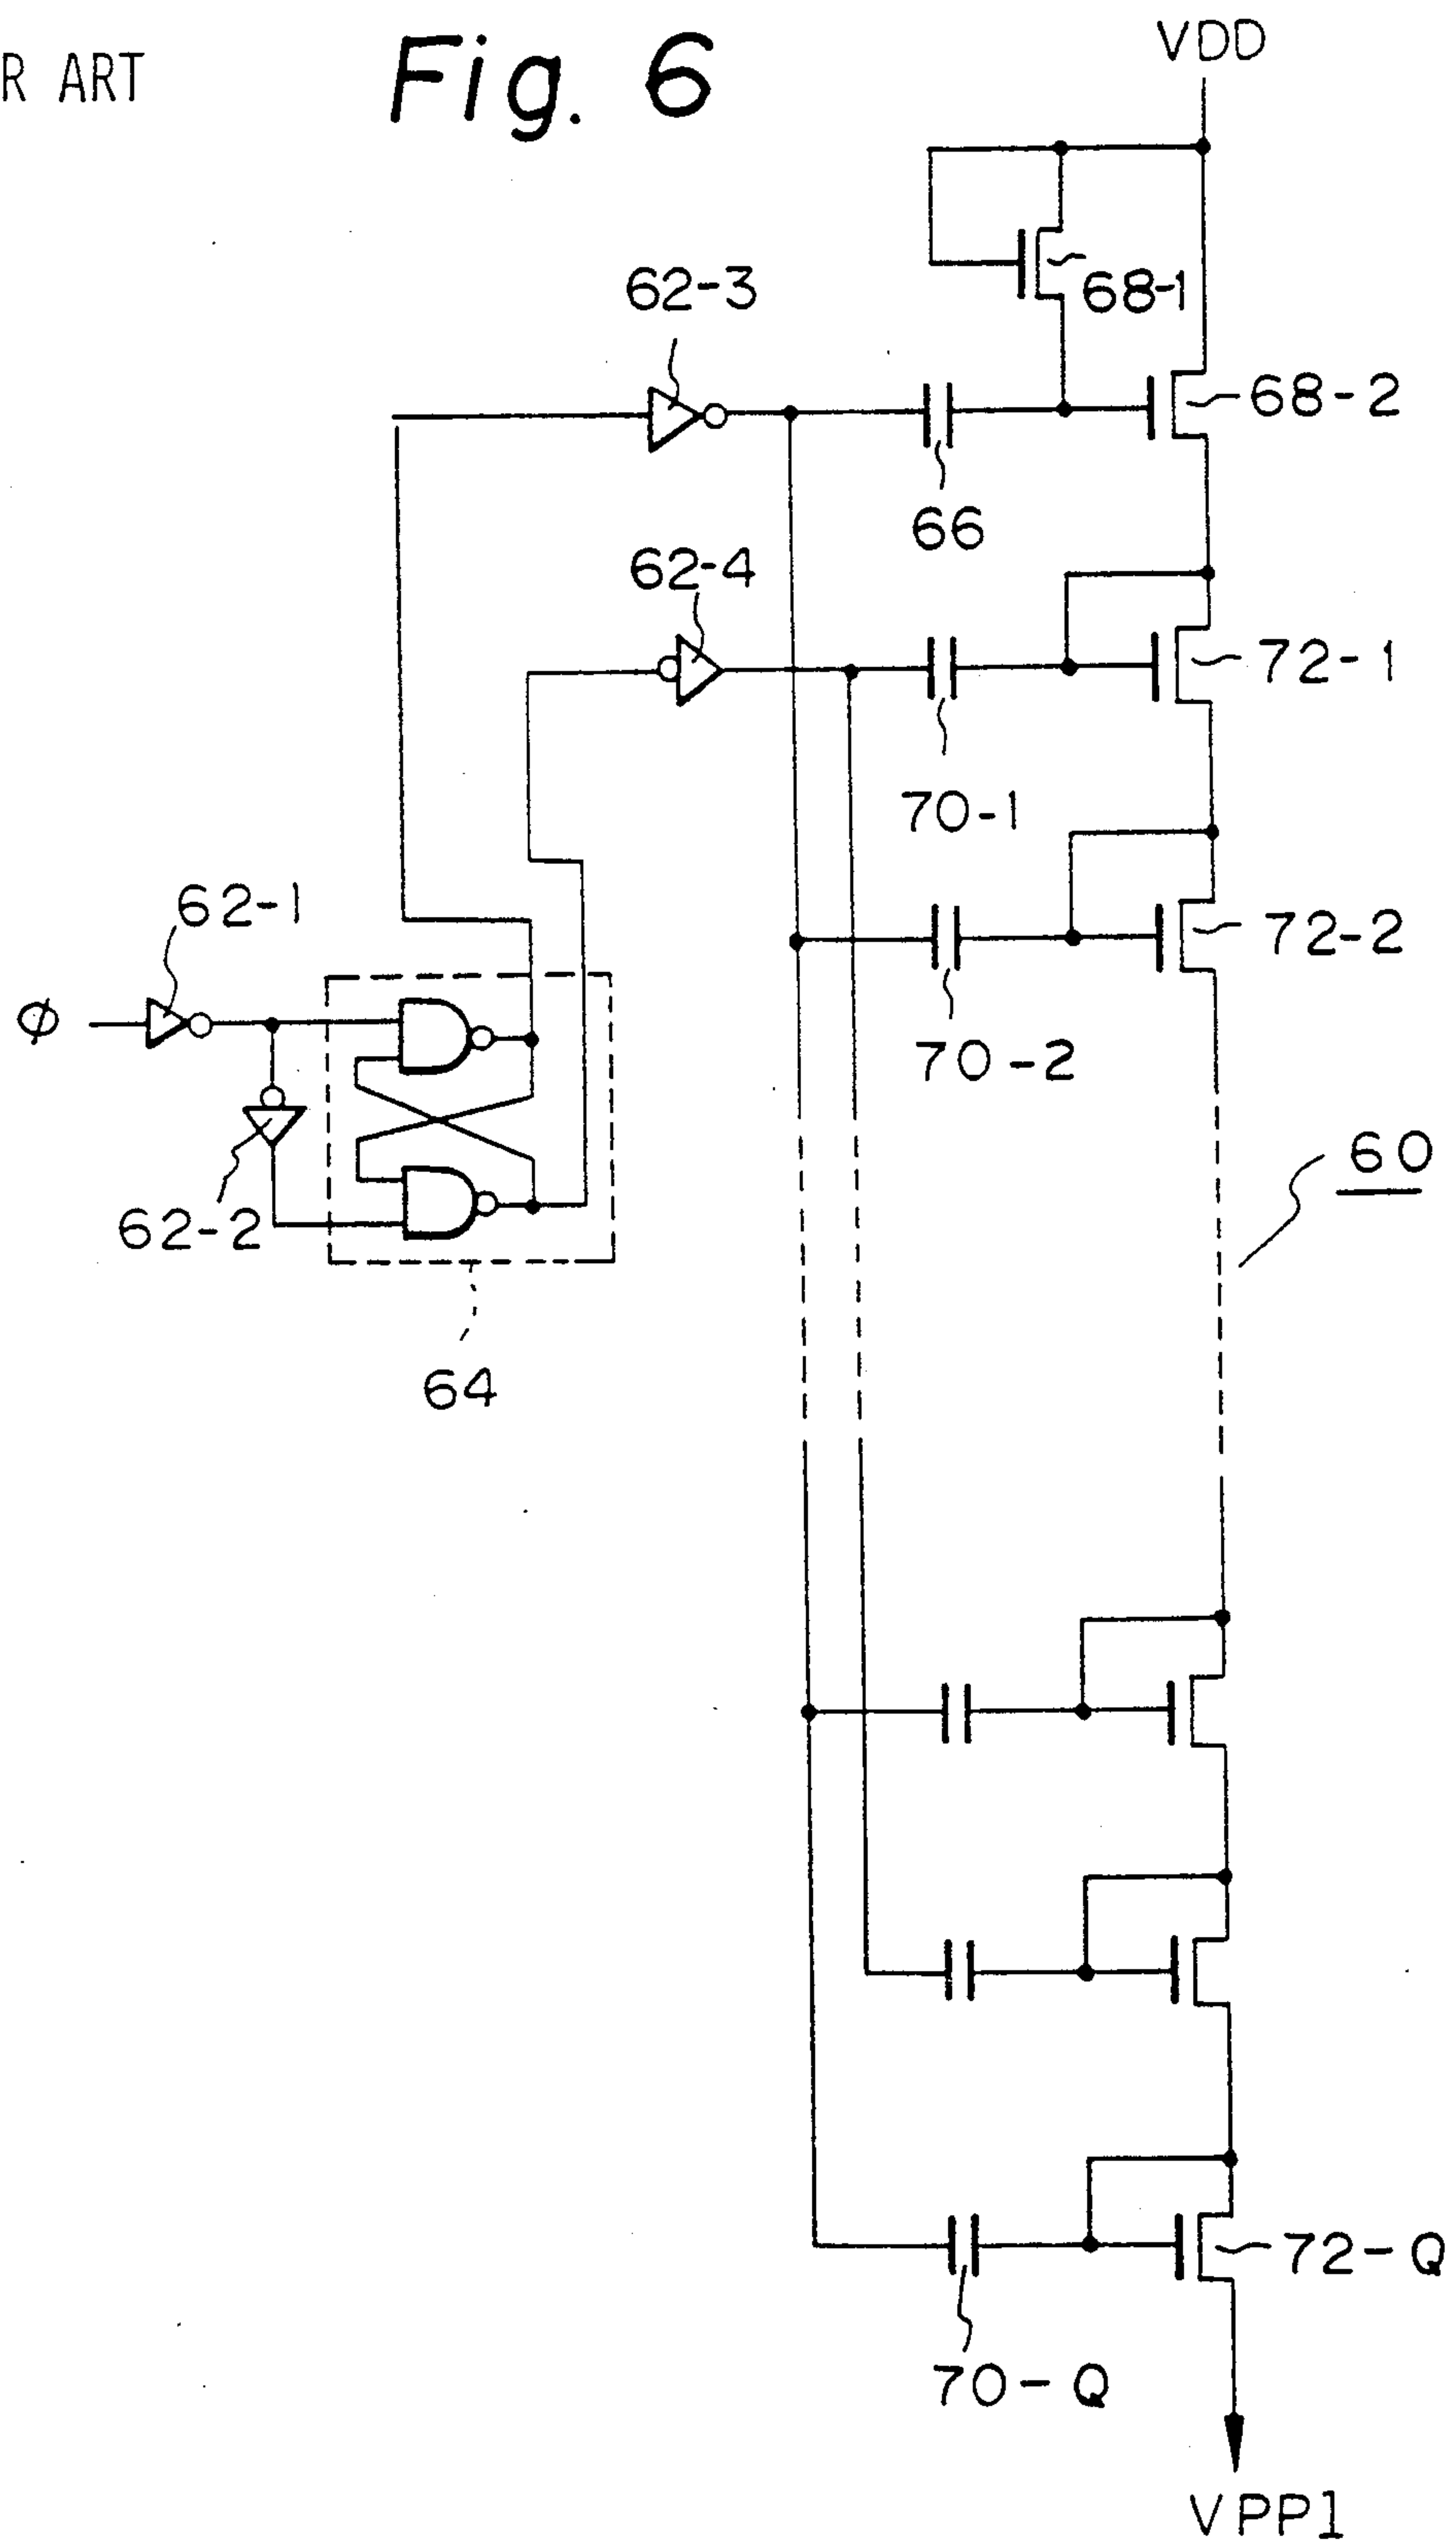 R ART
Fig. 6
VDD
68-1
62-3
68-2
66
62-4
72-1
70-1
62-1
72-2
φ
70-2
60
62-2
64
72-Q
70-Q
VPP1